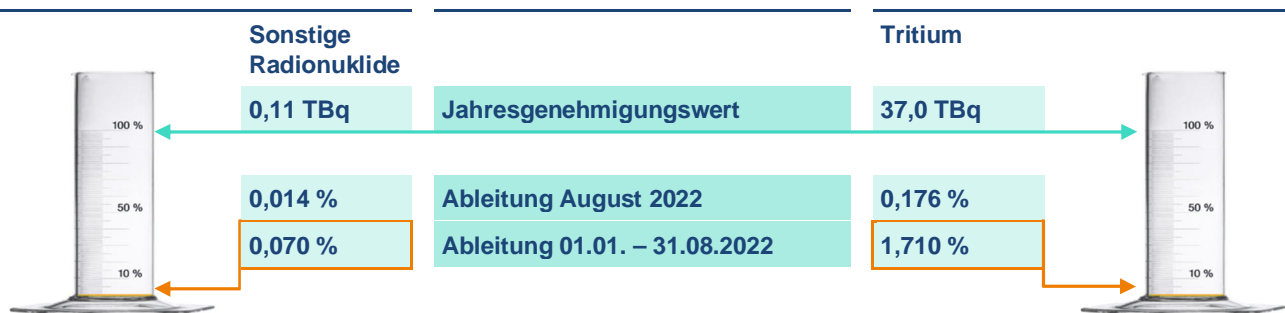 Sonstige
Radionuklide
Tritium
0,11 TBq
Jahresgenehmigungswert
37,0 TBq
100 %
100 %
0,014 %
Ableitung August 2022
0,176 %
50 %
50 %
0,070 %
Ableitung 01.01. – 31.08.2022
1,710 %
10 %
10 %